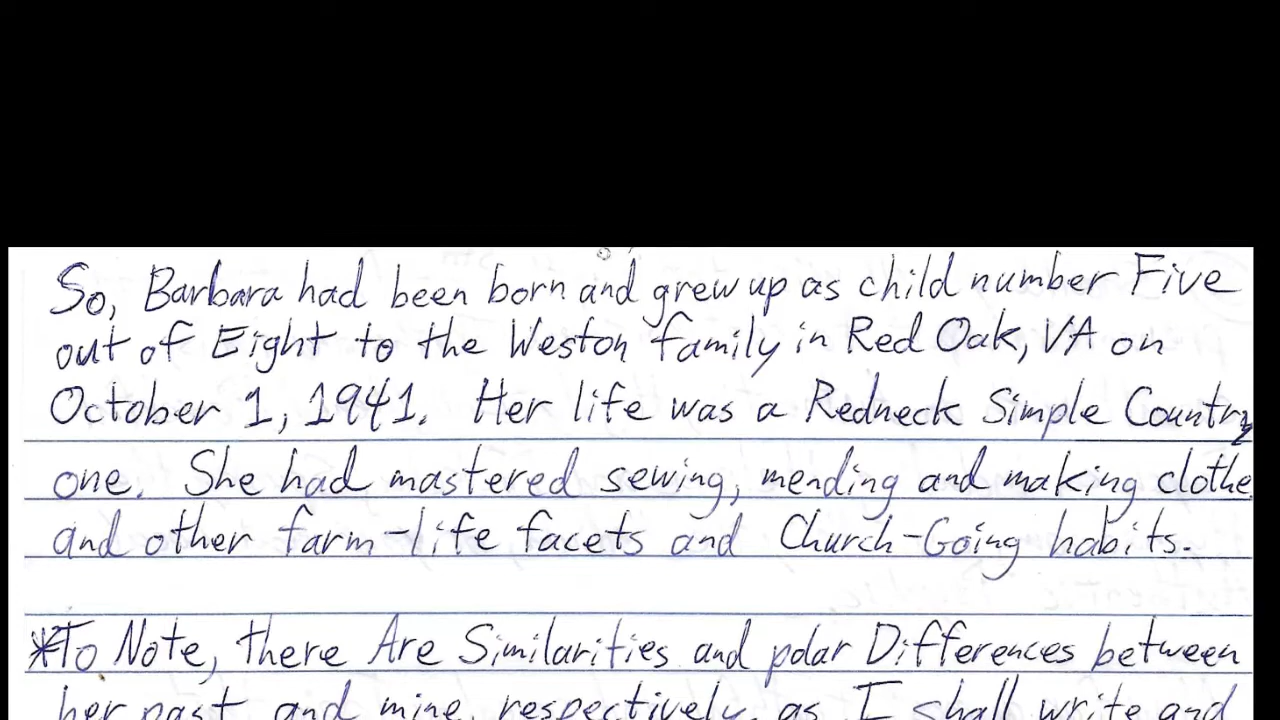 So, Barbara had been born and grew up as child number Five
out of Eight to the Weston family in Red Oak, VA on
October 1, 1941. Her life was a Redneck Simple Country
one. She had mastered sewing, mending and making clothe
and other farm-life facets and Church-Going habits.
*To Note, there Are Similarities and polar Differences between
her past and mine, respectively, as I shall write and